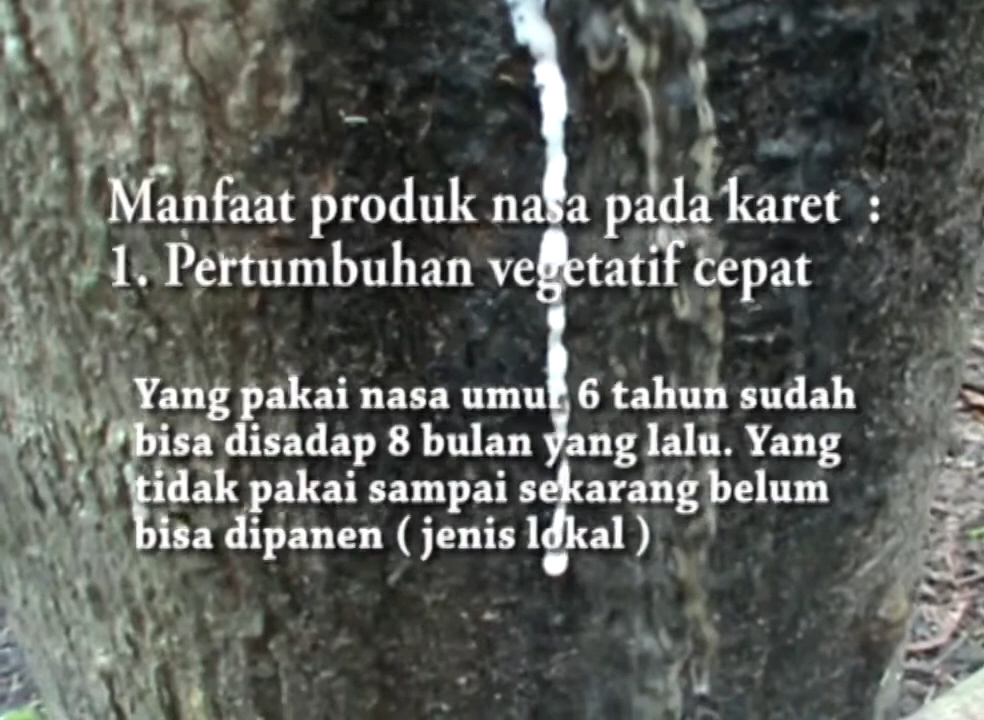 Manfaat produk nasa pada karet :
1. Pertumbuhan vegetatif cepat
Yang pakai nasa umur 6 tahun sudah
bisa disadap 8 bulan yang lalu. Yang
tidak pakai sampai sekarang belum
bisa dipanen ( jenis lokal )